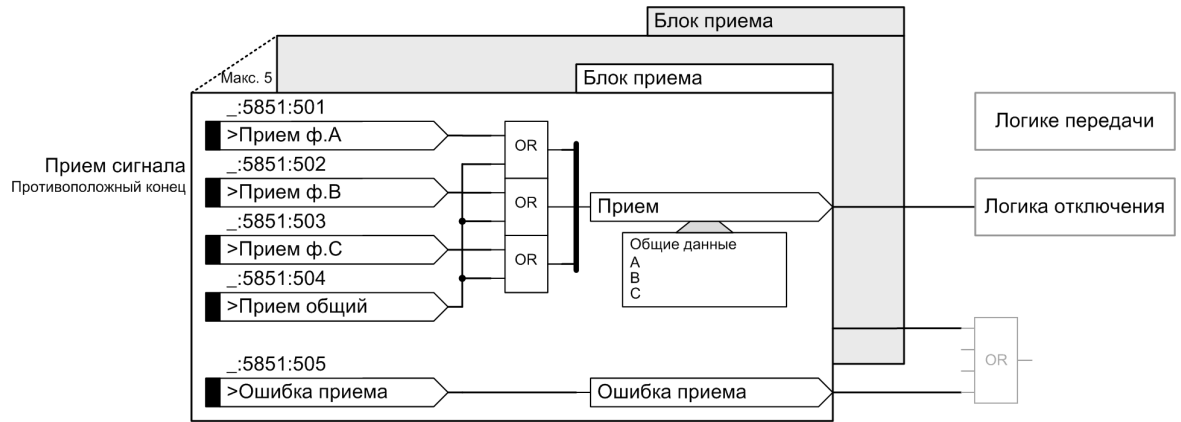 Блок приема
Макс. 5
Блок приема
_:5851:501
>Прием ф.A
OR
Логике передачи
Прием сигнала
Противоположный конец
_:5851:502
>Прием ф.B
OR
Прием
Логика отключения
_:5851:503
>Прием ф.C
OR
Общие данные
A
B
C
_:5851:504
>Прием общий
_:5851:505
>Ошибка приема
Ошибка приема
OR